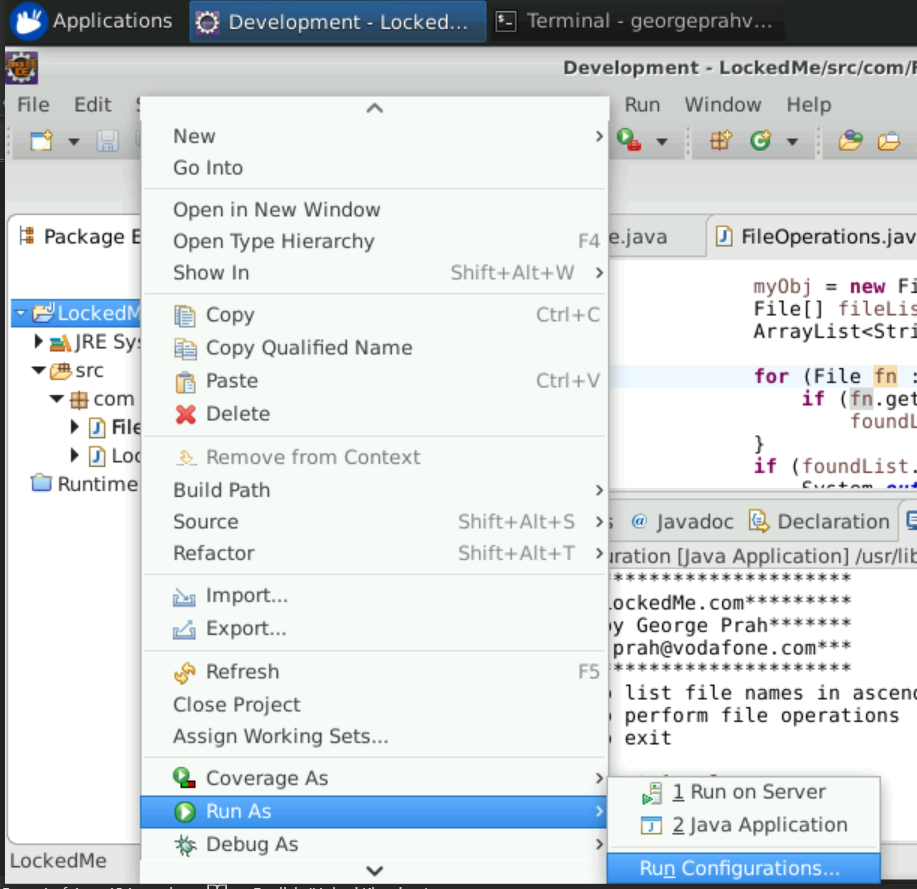 Applications
Development - Locked...
Terminal - georgeprahv...
Development - LockedMe/src/com/F
File Edit
Run Window Help
Package E
e.java
FileOperations.jav
LockedM
JRE Sy
src
com
File
Loc
Runtime
New
Go Into
Open in New Window
Open Type Hierarchy F4
Show In Shift+Alt+W
Copy Ctrl+C
Copy Qualified Name
Paste Ctrl+V
Delete
Remove from Context
Build Path
Source Shift+Alt+S
Refactor Shift+Alt+T
Import...
Export...
Refresh F5
Close Project
Assign Working Sets...
Coverage As
Run As
Debug As
1 Run on Server
2 Java Application
Run Configurations...
myObj = new Fi
File[] fileLis
ArrayList<Stri
for (File fn :
if (fn.get
foundL
}
if (foundList.
System.out
s @ Javadoc Declaration
uration [Java Application] /usr/lib
*********************
ockedMe.com*********
y George Prah*******
prah@vodafone.com***
*********************
list file names in ascend
perform file operations
exit
LockedMe